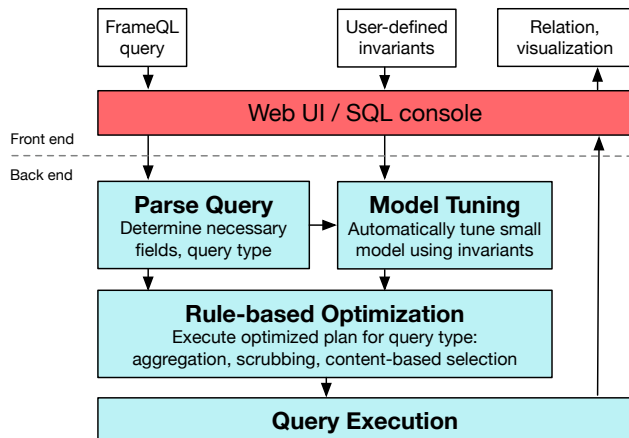 FrameQL
query
User-defined
invariants
Relation,
visualization
Web UI / SQL console
Front end
Back end
Parse Query
Determine necessary
fields, query type
Model Tuning
Automatically tune small
model using invariants
Rule-based Optimization
Execute optimized plan for query type:
aggregation, scrubbing, content-based selection
Query Execution